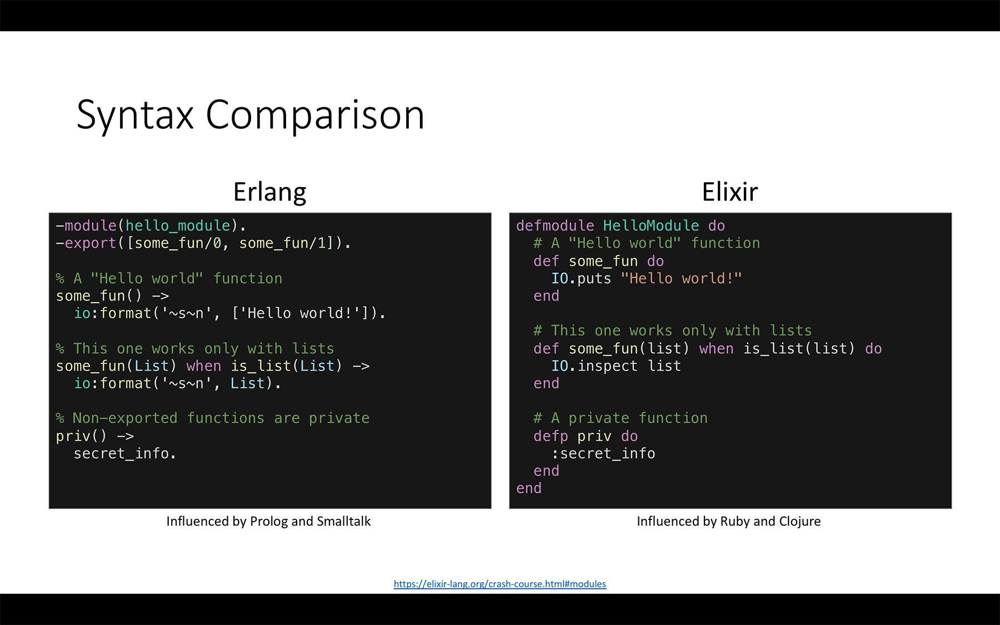 Syntax Comparison
Erlang
-module(hello_module).
-export([some_fun/0, some_fun/1]).
% A "Hello world" function
some_fun() ->
  io:format('~s~n', ['Hello world!']).
% This one works only with lists
some_fun(List) when is_list(List) ->
  io:format('~s~n', List).
% Non-exported functions are private
priv() ->
  secret_info.
Influenced by Prolog and Smalltalk
Elixir
defmodule HelloModule do
  # A "Hello world" function
  def some_fun do
    IO.puts "Hello world!"
  end
  # This one works only with lists
  def some_fun(list) when is_list(list) do
    IO.inspect list
  end
  # A private function
  defp priv do
    :secret_info
  end
end
Influenced by Ruby and Clojure
https://elixir-lang.org/crash-course.html#modules